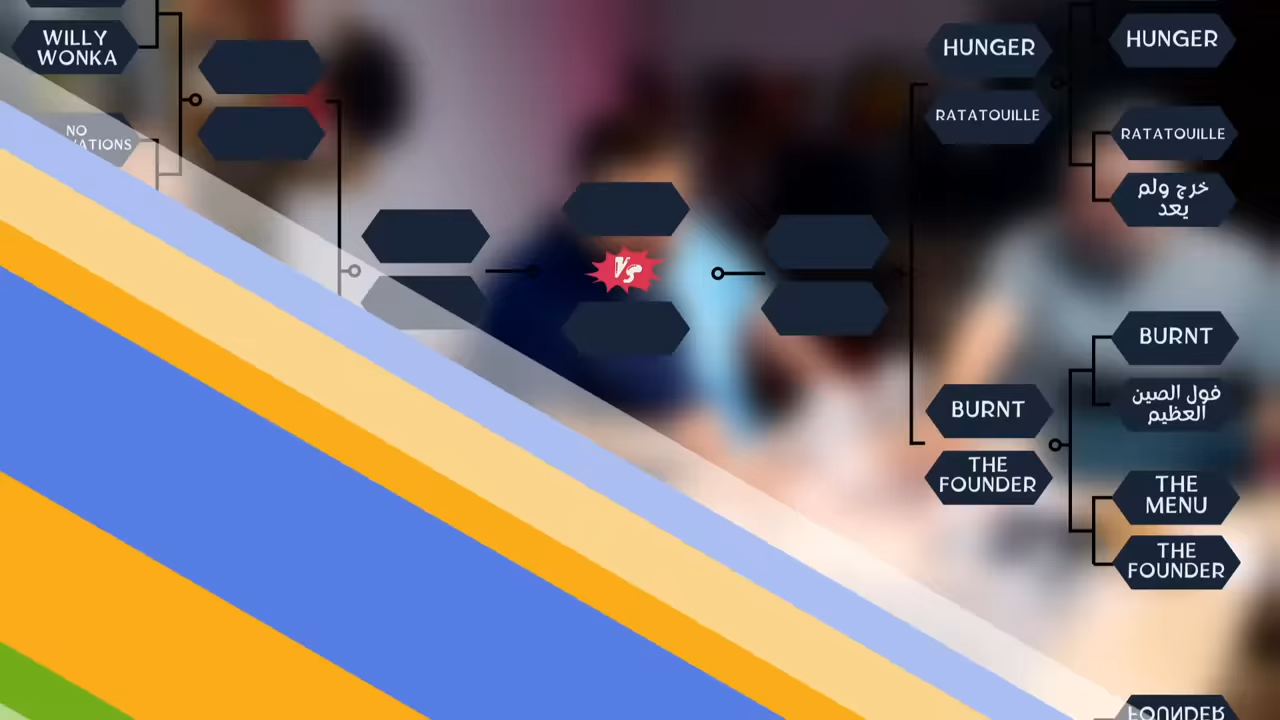 WILLY
WONKA
NO
VS
HUNGER
RATATOUILLE
HUNGER
RATATOUILLE
خرج ولم
يعد
BURNT
THE
FOUNDER
BURNT
فول الصين
العظيم
THE
MENU
THE
FOUNDER
FOUNDER